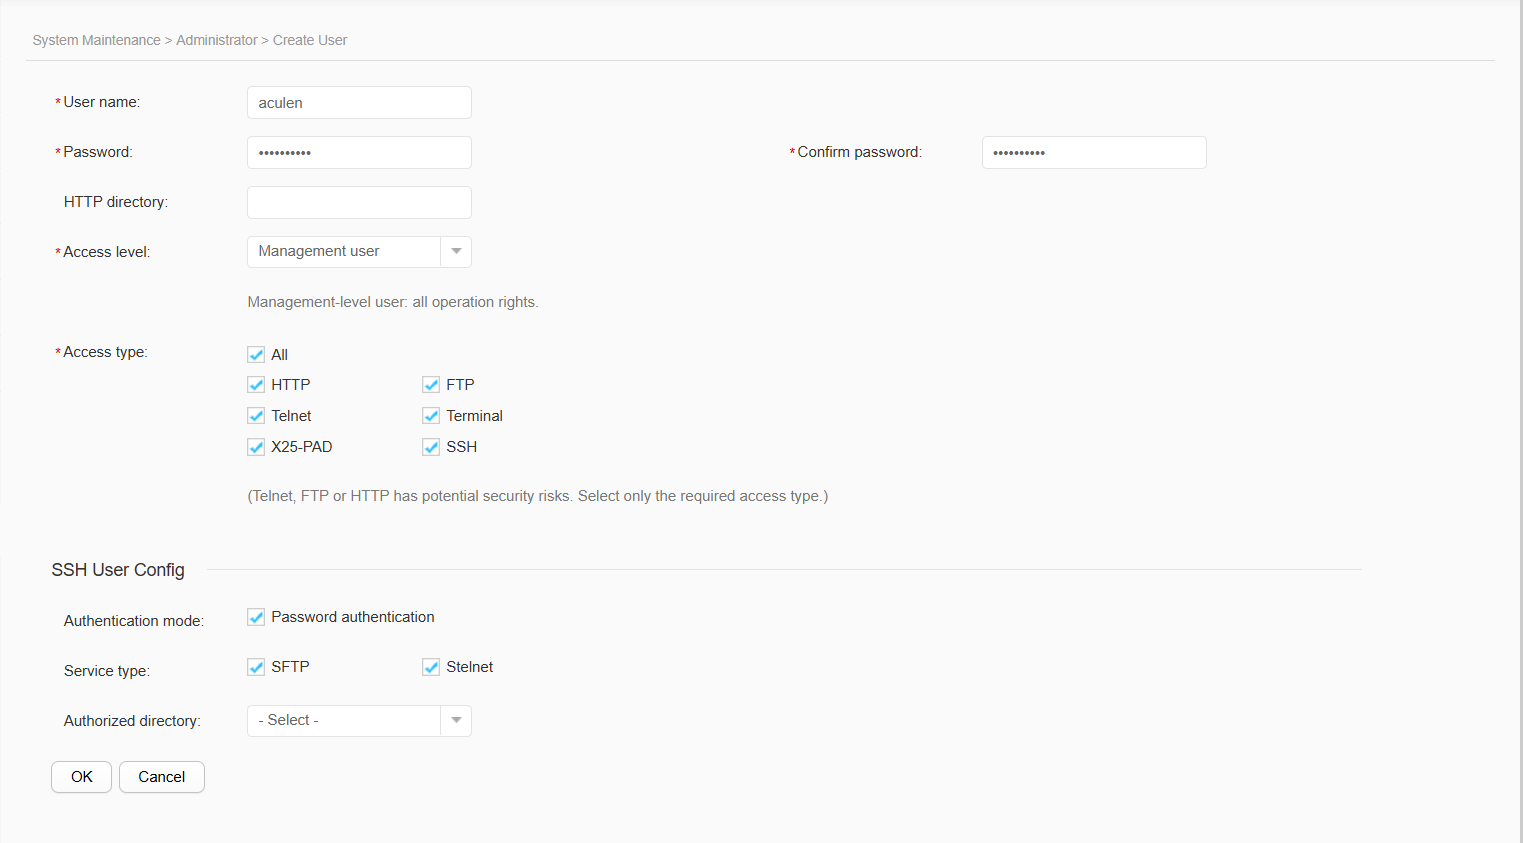 System Maintenance > Administrator > Create User
*User name: aculen
*Password: •••••••••• *Confirm password: ••••••••••
HTTP directory:
*Access level: Management user
Management-level user: all operation rights.
*Access type: All
HTTP FTP
Telnet Terminal
X25-PAD SSH
(Telnet, FTP or HTTP has potential security risks. Select only the required access type.)
SSH User Config
Authentication mode: Password authentication
Service type: SFTP Stelnet
Authorized directory: - Select -
OK Cancel